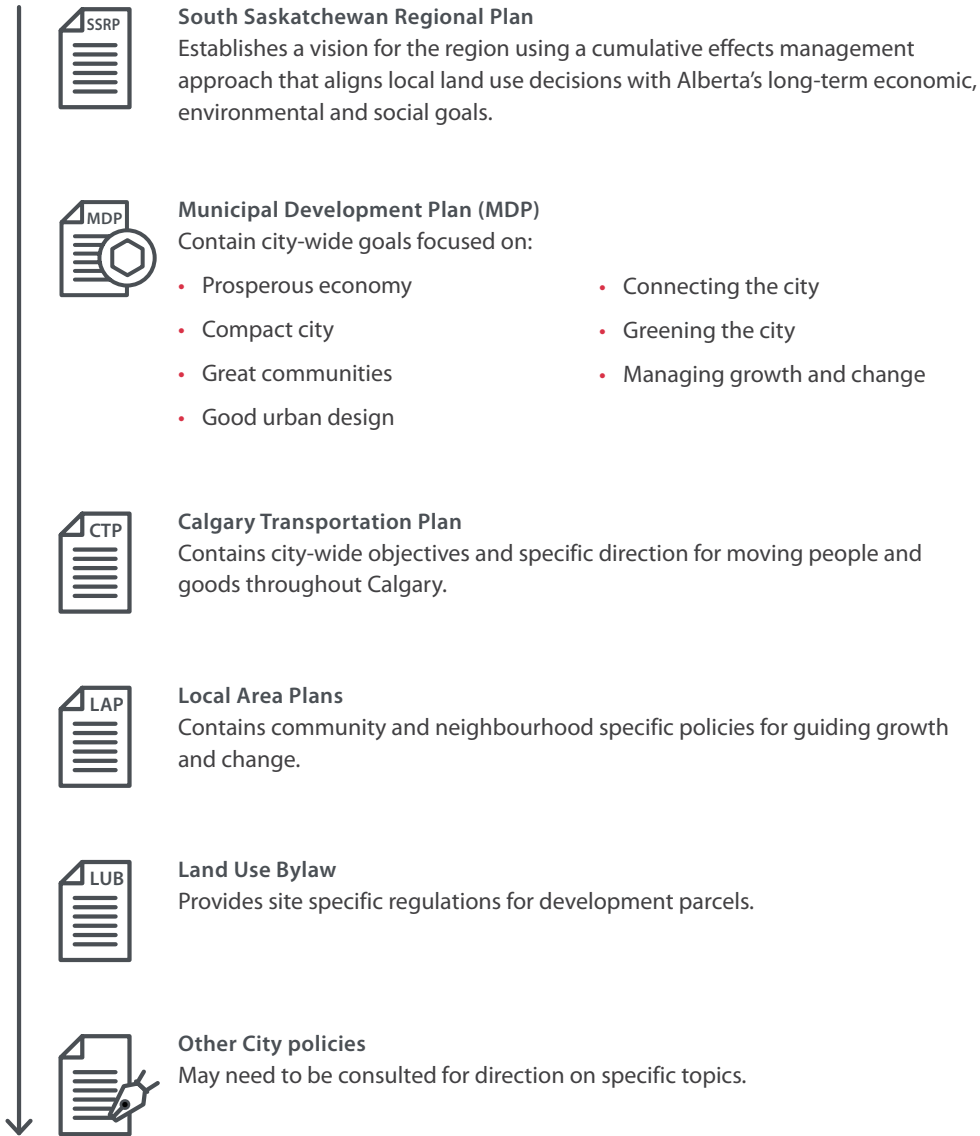 SSRP
South Saskatchewan Regional Plan
Establishes a vision for the region using a cumulative effects management
approach that aligns local land use decisions with Alberta's long-term economic,
environmental and social goals.
MDP
Municipal Development Plan (MDP)
Contain city-wide goals focused on:
• Prosperous economy
• Compact city
• Great communities
• Good urban design
• Connecting the city
• Greening the city
• Managing growth and change
CTP
Calgary Transportation Plan
Contains city-wide objectives and specific direction for moving people and
goods throughout Calgary.
LAP
Local Area Plans
Contains community and neighbourhood specific policies for guiding growth
and change.
LUB
Land Use Bylaw
Provides site specific regulations for development parcels.
Other City policies
May need to be consulted for direction on specific topics.